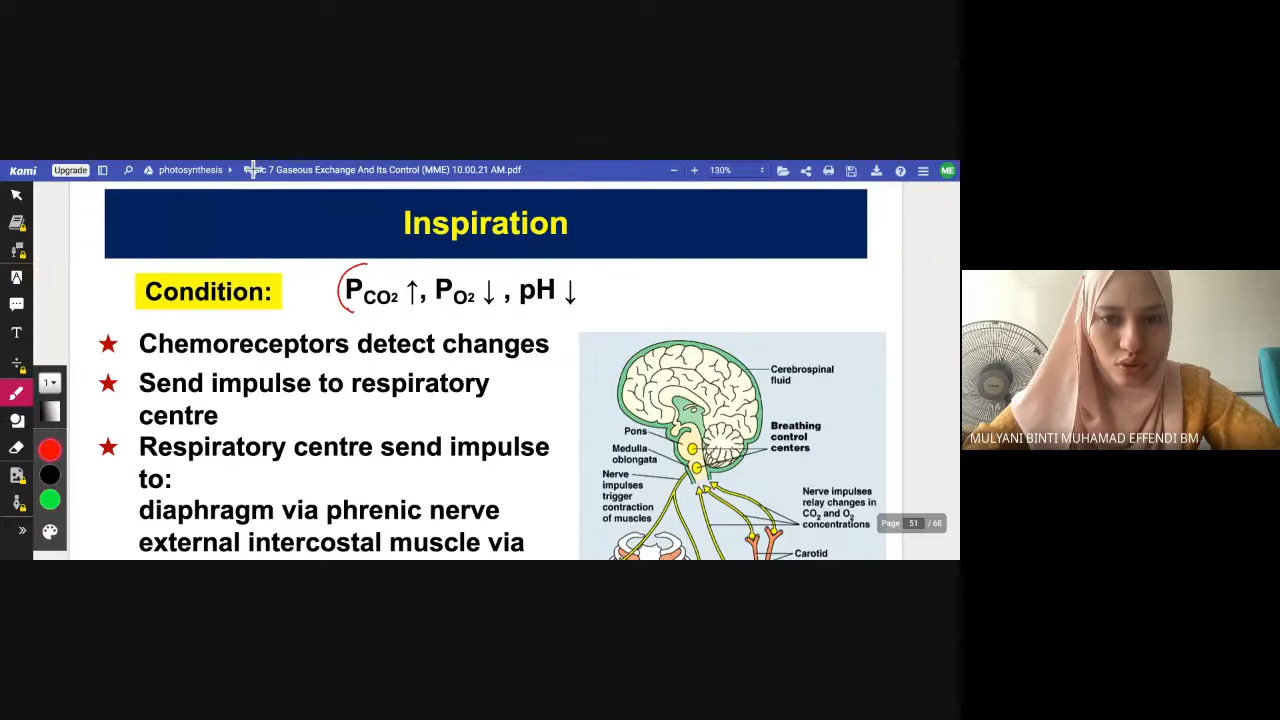 Kami
Upgrade
photosynthesis
7 Gaseous Exchange And Its Control (MME) 10.00.21 AM.pdf
130%
ME
Inspiration
Condition:
PCO2 ↑, PO2 ↓ , pH ↓
★ Chemoreceptors detect changes
★ Send impulse to respiratory
centre
★ Respiratory centre send impulse
to:
diaphragm via phrenic nerve
external intercostal muscle via
Cerebrospinal
fluid
Pons
Medulla
oblongata
Breathing
control
centers
Nerve
impulses
trigger
contraction
of muscles
Nerve impulses
relay changes in
CO2 and O2
concentrations
Carotid
Page 51 / 68
1
MULYANI BINTI MUHAMAD EFFENDI BM